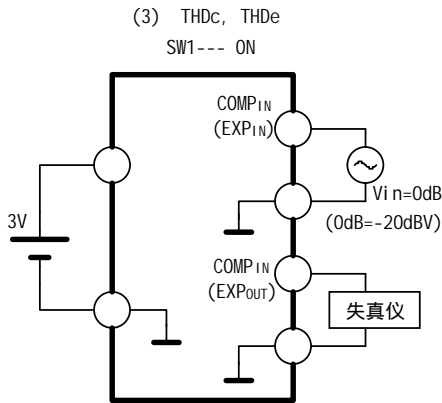 (3) THDc, THDe
SW1--- ON
COMPIN
(EXPIN)
Vin=0dB
(0dB=-20dBV)
3V
COMPIN
(EXPOUT)
失真仪